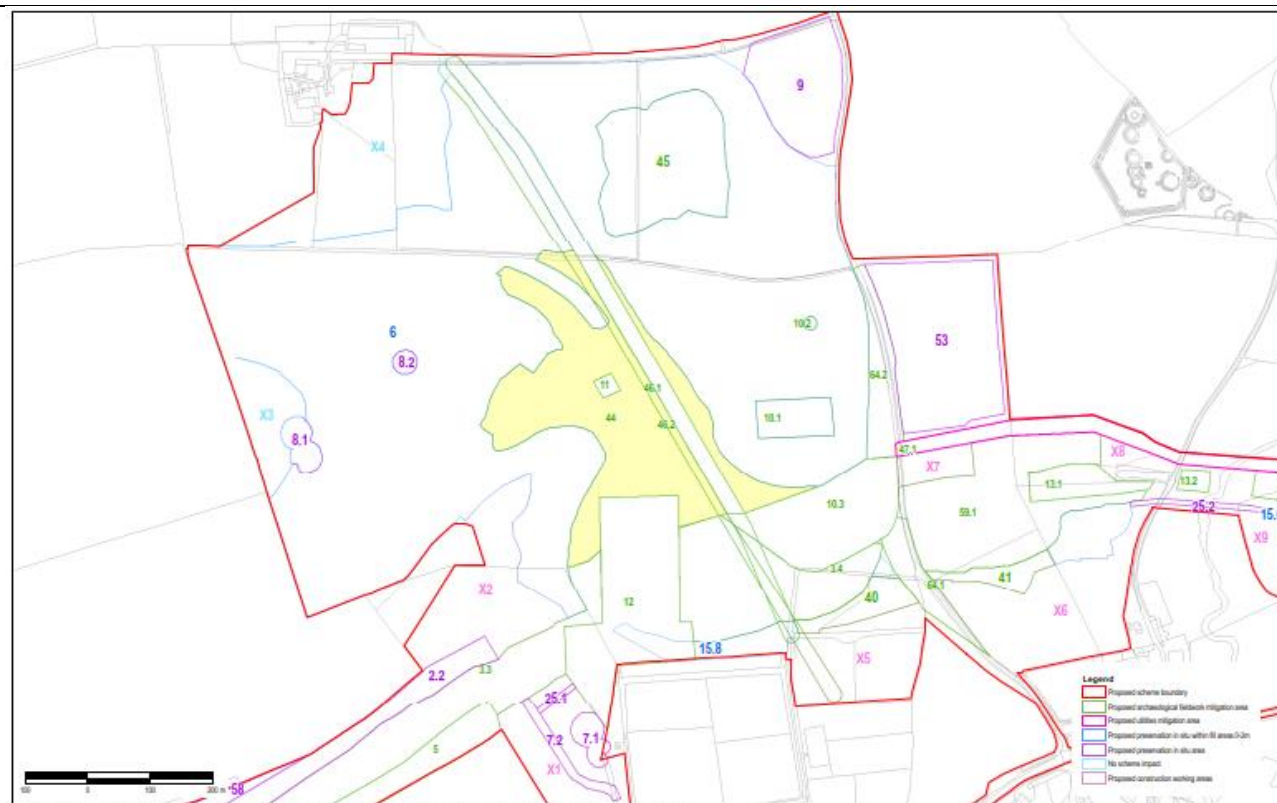 9
X4
45
6
8.2
10.2
53
11
46.1
64.2
X3
44
46.2
10.1
8.1
47.1
X8
X7
13.1
13.2
10.3
59.1
25.2
15.
X9
3.4
41
64.1
X2
12
40
X6
15.8
X5
2.2
3.3
25.1
7.2
7.1
5
X1
58
100 0 100 200 m
Legend
Proposed scheme boundary
Proposed archaeological fieldwork mitigation area
Proposed utilities mitigation area
Proposed preservation in situ within fill areas 0-2m
Proposed preservation in situ area
No scheme impact
Proposed construction working areas